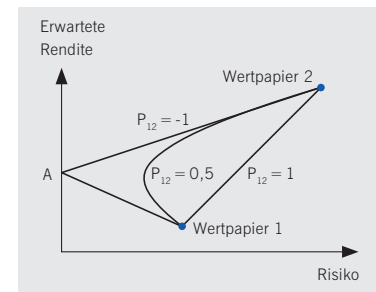 Erwartete
Rendite
Wertpapier 2
P₁₂ = -1
A
P₁₂ = 0,5
P₁₂ = 1
Wertpapier 1
Risiko